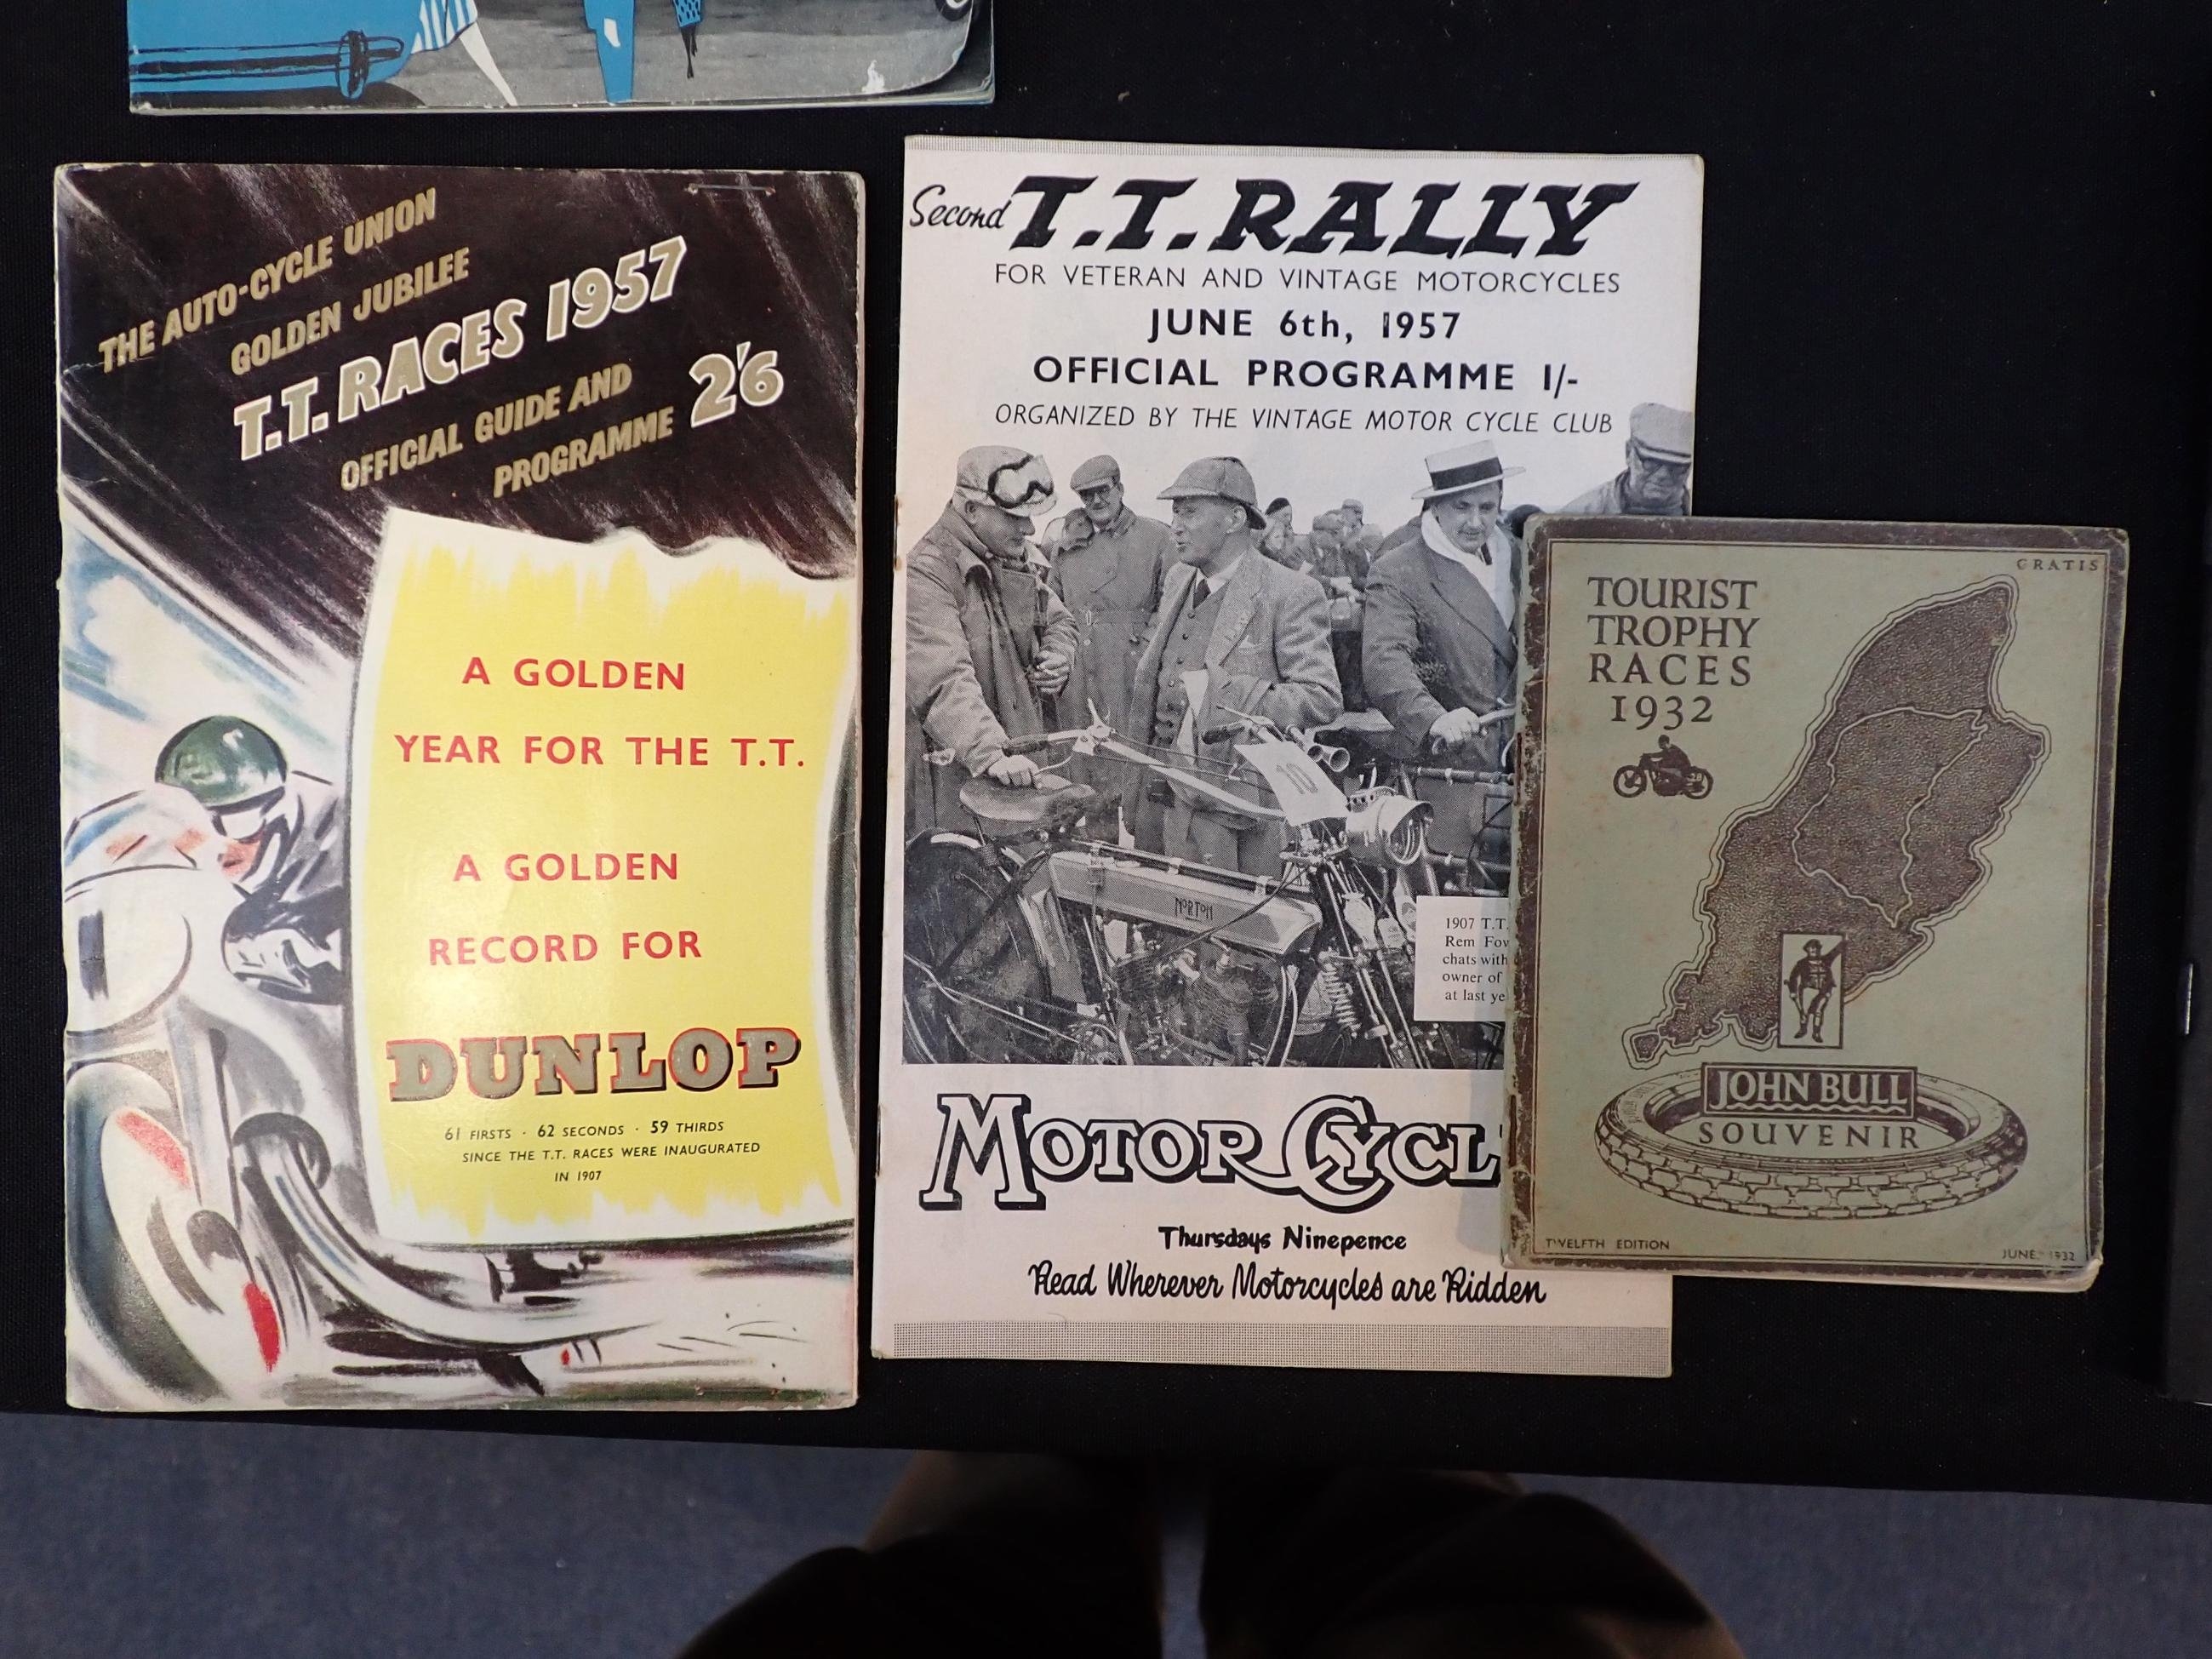 THE AUTO-CYCLE UNION
GOLDEN JUBILEE
T.T. RACES 1957
OFFICIAL GUIDE AND
PROGRAMME 2'6
A GOLDEN
YEAR FOR THE T.T.
A GOLDEN
RECORD FOR
DUNLOP
61 FIRSTS · 62 SECONDS · 59 THIRDS
SINCE THE T.T. RACES WERE INAUGURATED
IN 1907
Second T.T. RALLY
FOR VETERAN AND VINTAGE MOTORCYCLES
JUNE 6th, 1957
OFFICIAL PROGRAMME 1/-
ORGANIZED BY THE VINTAGE MOTOR CYCLE CLUB
10
NORTON
1907 T.T.
Rem Fow
chats with
owner of
at last ye
MOTOR CYCL
Thursdays Ninepence
Read Wherever Motorcycles are Ridden
GRATIS
TOURIST
TROPHY
RACES
1932
JOHN BULL
SOUVENIR
TWELFTH EDITION
JUNE 1932